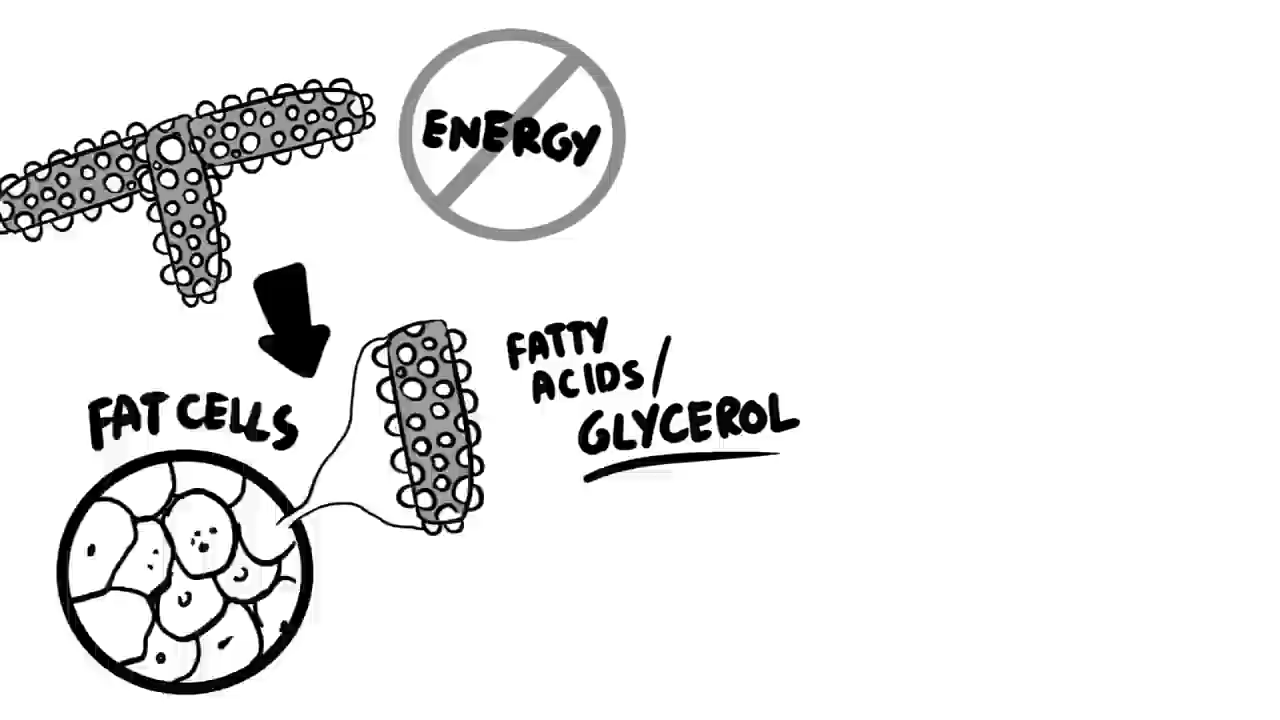 ENERGY
FATTY
ACIDS/
GLYCEROL
FAT CELLS